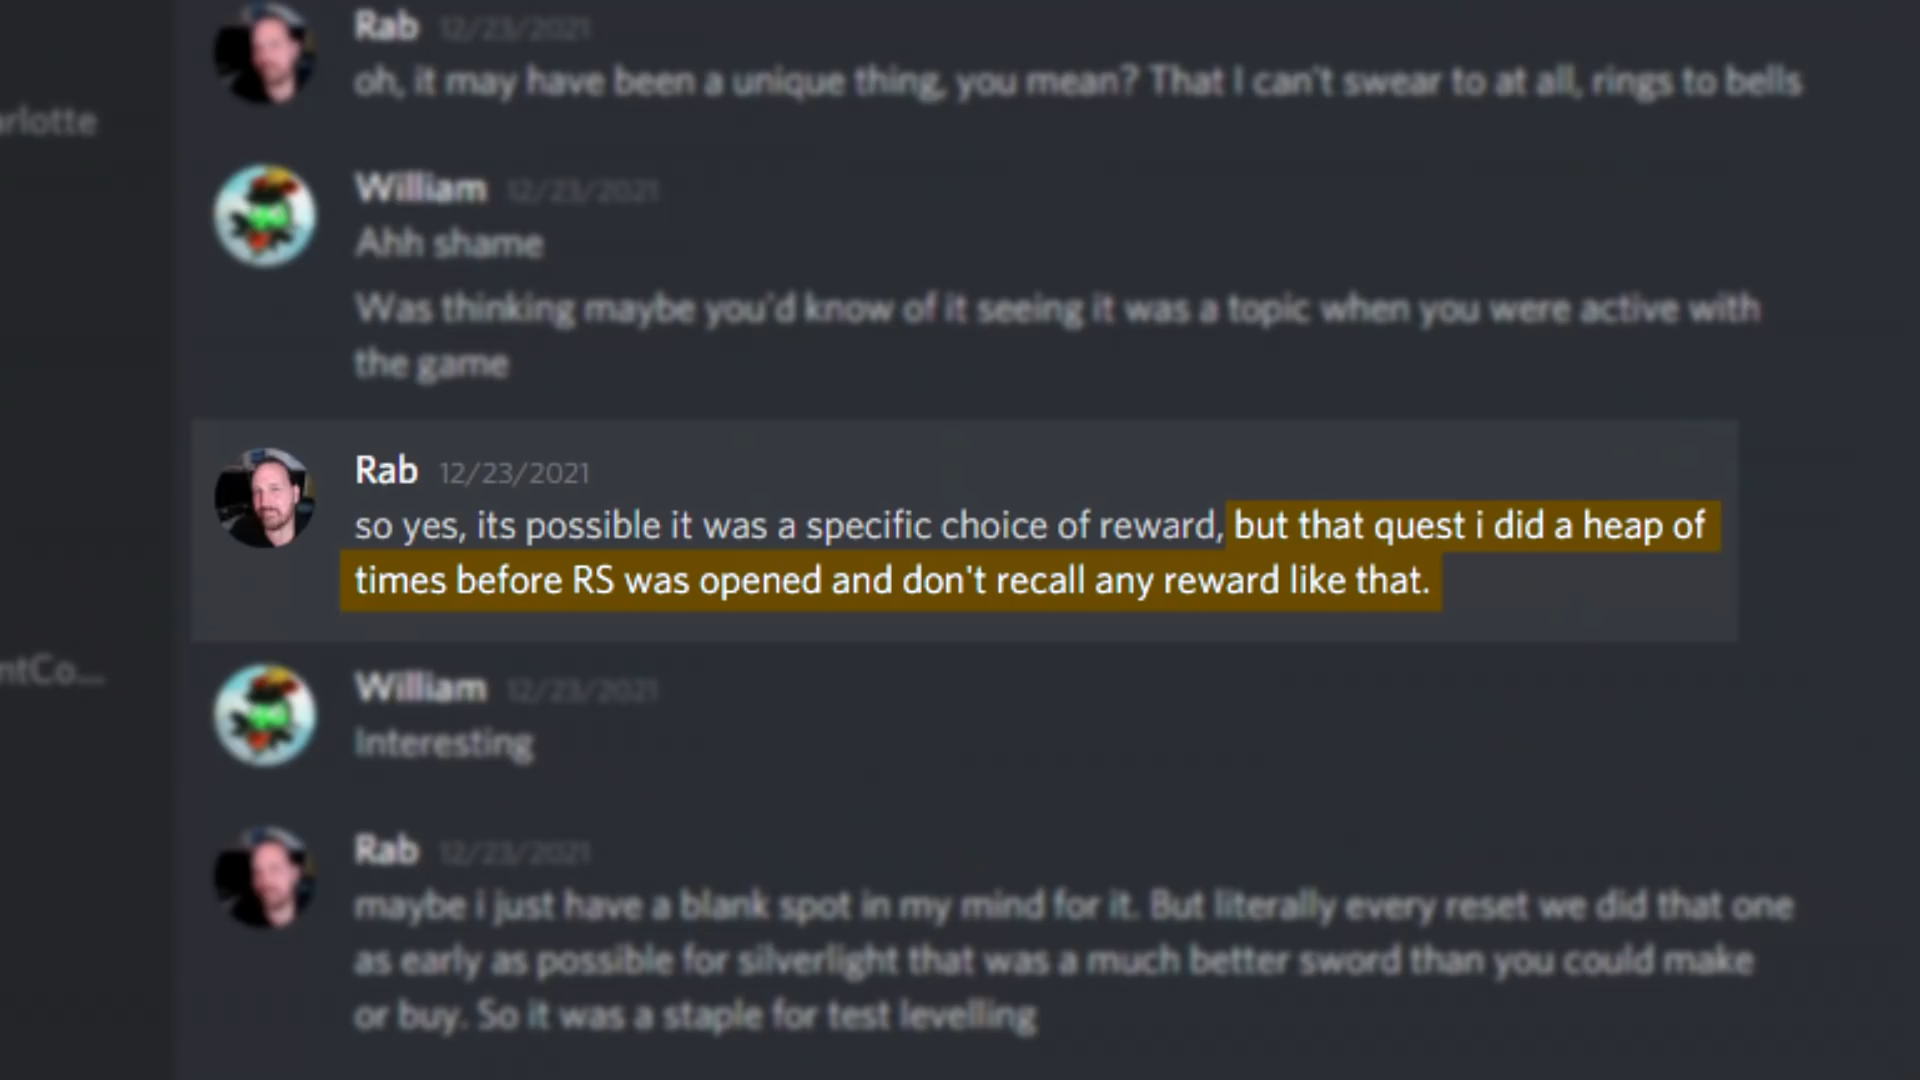 Rab 12/23/2021
oh, it may have been a unique thing, you mean? That I can't swear to at all, rings to bells
arlotte
William 12/23/2021
Ahh shame
Was thinking maybe you'd know of it seeing it was a topic when you were active with
the game
Rab 12/23/2021
so yes, its possible it was a specific choice of reward, but that quest i did a heap of
times before RS was opened and don't recall any reward like that.
ntCo...
William 12/23/2021
Interesting
Rab 12/23/2021
maybe i just have a blank spot in my mind for it. But literally every reset we did that one
as early as possible for silverlight that was a much better sword than you could make
or buy. So it was a staple for test levelling